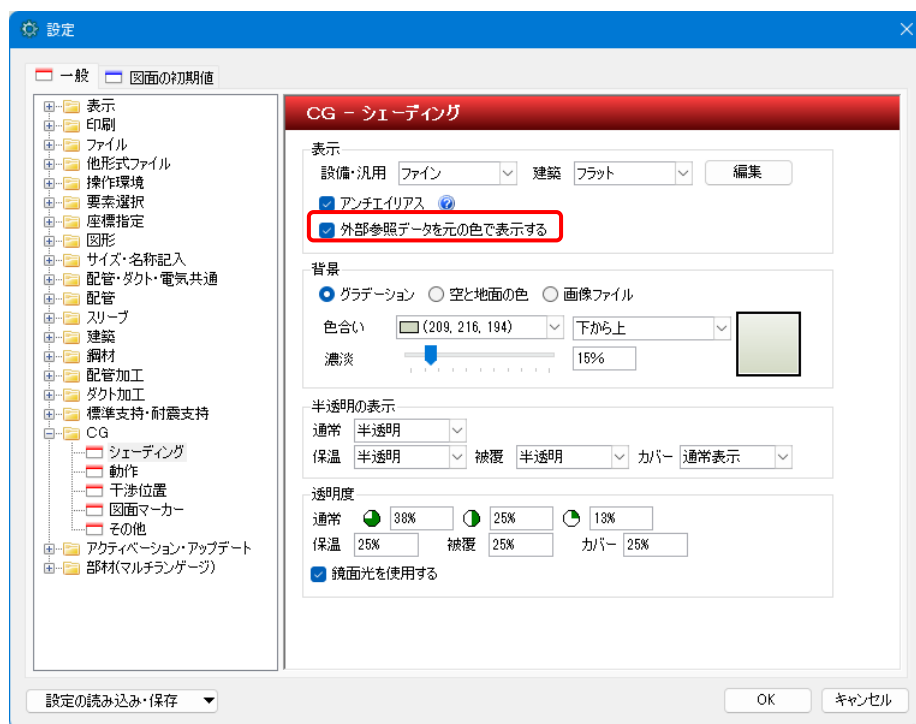 設定
一般
図面の初期値
表示
印刷
ファイル
他形式ファイル
操作環境
要素選択
座標指定
図形
サイズ・名称記入
配管・ダクト・電気共通
配管
スリーブ
建築
鋼材
配管加工
ダクト加工
標準支持・耐震支持
CG
シェーディング
動作
干渉位置
図面マーカー
その他
アクティベーション・アップデート
部材(マルチランゲージ)
CG - シェーディング
表示
設備・汎用 ファイン 建築 フラット 編集
アンチエイリアス
外部参照データを元の色で表示する
背景
グラデーション 空と地面の色 画像ファイル
色合い (209, 216, 194) 下から上
濃淡 15%
半透明の表示
通常 半透明
保温 半透明 被覆 半透明 カバー 通常表示
透明度
通常 38% 25% 13%
保温 25% 被覆 25% カバー 25%
鏡面光を使用する
設定の読み込み・保存 OK キャンセル